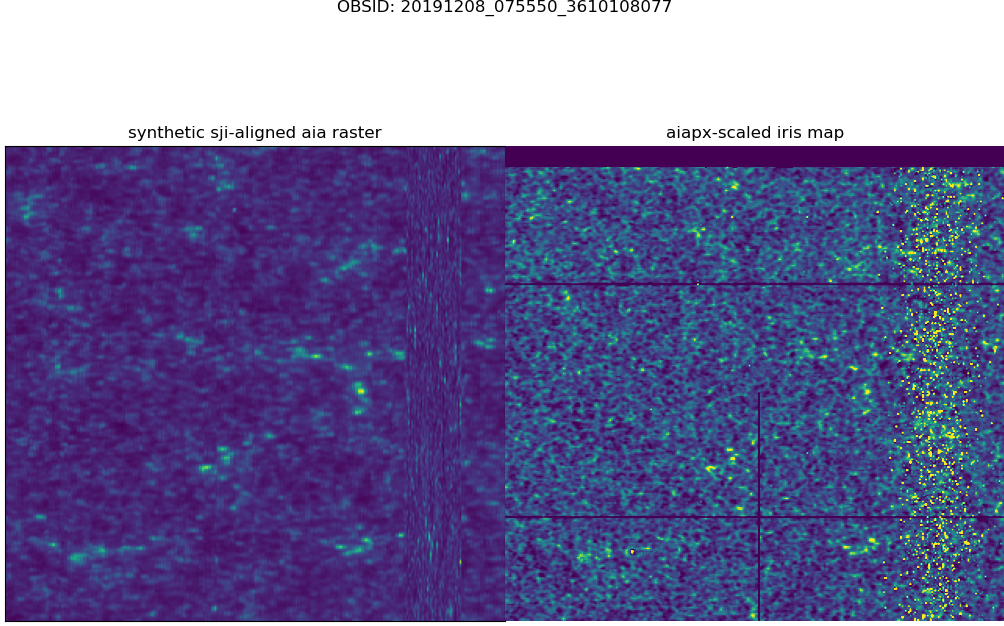 OBSID: 20191208_075550_3610108077
synthetic sji-aligned aia raster
aiapx-scaled iris map